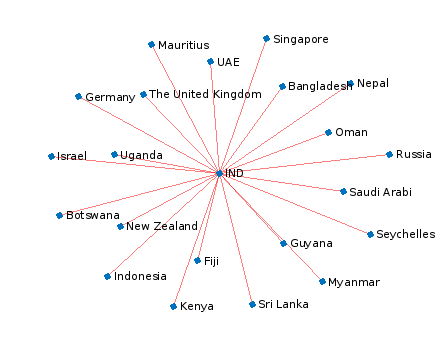 Singapore
Mauritius
UAE
Nepal
Bangladesh
The United Kingdom
Germany
Oman
Russia
Uganda
Israel
IND
Saudi Arabi
Botswana
New Zealand
Seychelles
Guyana
Fiji
Indonesia
Myanmar
Sri Lanka
Kenya